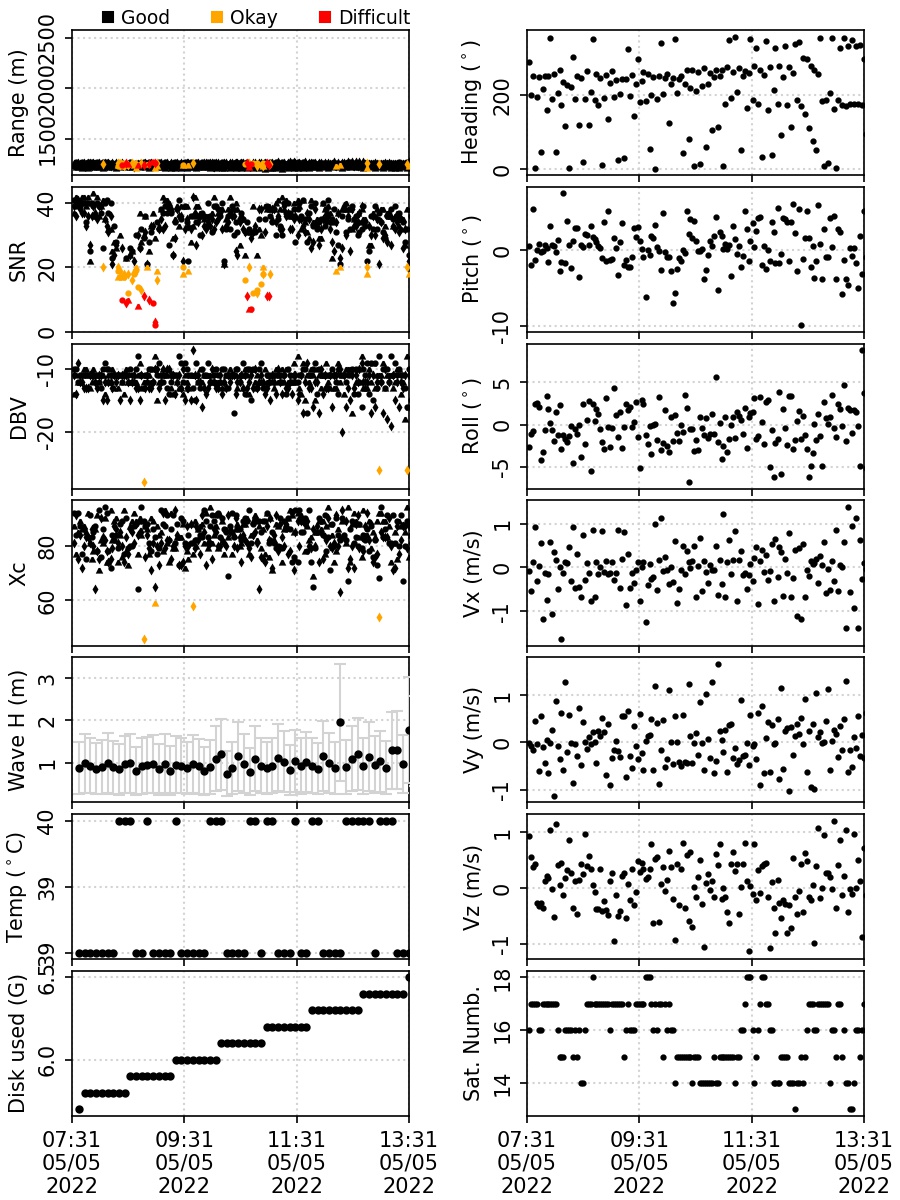 Good Okay Difficult
Range (m)
2500
2000
1500
SNR
40
20
0
DBV
-10
-20
Xc
80
60
Wave H (m)
3
2
1
Temp (°C)
40
39
39
Disk used (G)
6.5
6.0
07:31 09:31 11:31 13:31
05/05 05/05 05/05 05/05
2022 2022 2022 2022
Heading (°)
200
0
Pitch (°)
0
-10
Roll (°)
5
0
-5
Vx (m/s)
1
0
-1
Vy (m/s)
1
0
-1
Vz (m/s)
1
0
-1
Sat. Numb.
18
16
14
07:31 09:31 11:31 13:31
05/05 05/05 05/05 05/05
2022 2022 2022 2022